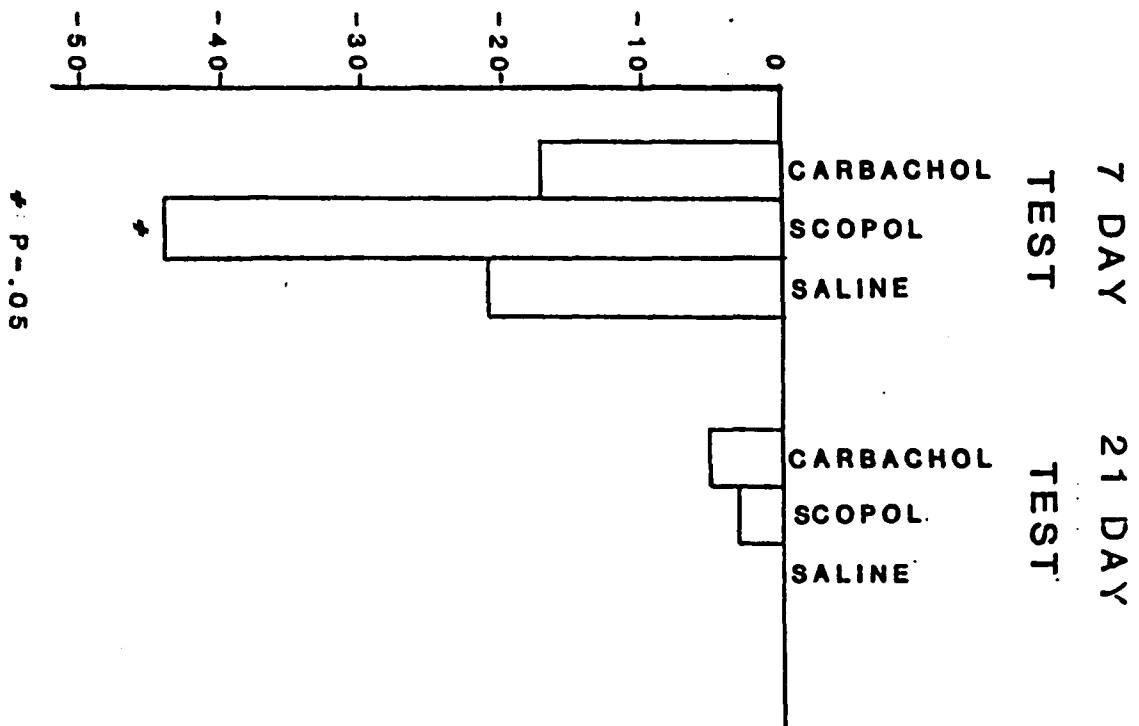 7 DAY
TEST
21 DAY
TEST
CARBACHOL
SCOPOL
SALINE
CARBACHOL
SCOPOL
SALINE
0
-10
-20
-30
-40
-50
*
* P-.05